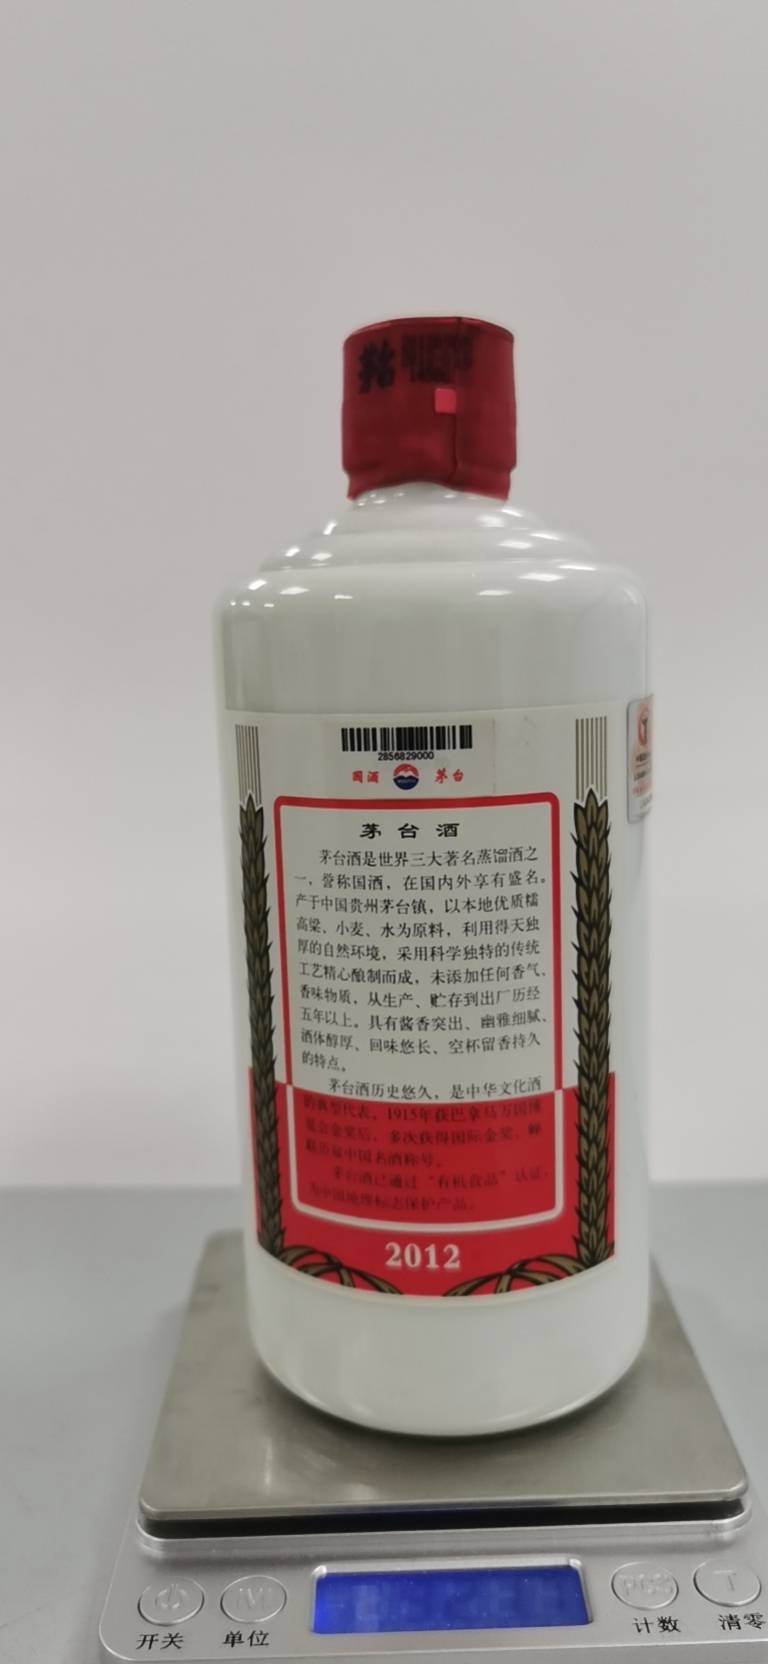 2856829000
国酒 茅台
茅台酒
茅台酒是世界三大著名蒸馏酒之
一，誉称国酒，在国内外享有盛名。
产于中国贵州茅台镇，以本地优质糯
高粱、小麦、水为原料，利用得天独
厚的自然环境，采用科学独特的传统
工艺精心酿制而成，未添加任何香气、
香味物质，从生产、贮存到出厂历经
五年以上。具有酱香突出、幽雅细腻、
酒体醇厚、回味悠长、空杯留香持久
的特点。
茅台酒历史悠久，是中华文化酒
的典型代表，1915年获巴拿马万国博
览会金奖后，多次获得国际金奖，蝉
联历届中国名酒称号。
茅台酒已通过“有机食品”认证，
为中国地理标志保护产品。
2012
M
PCS
T
开关
单位
计数
清零